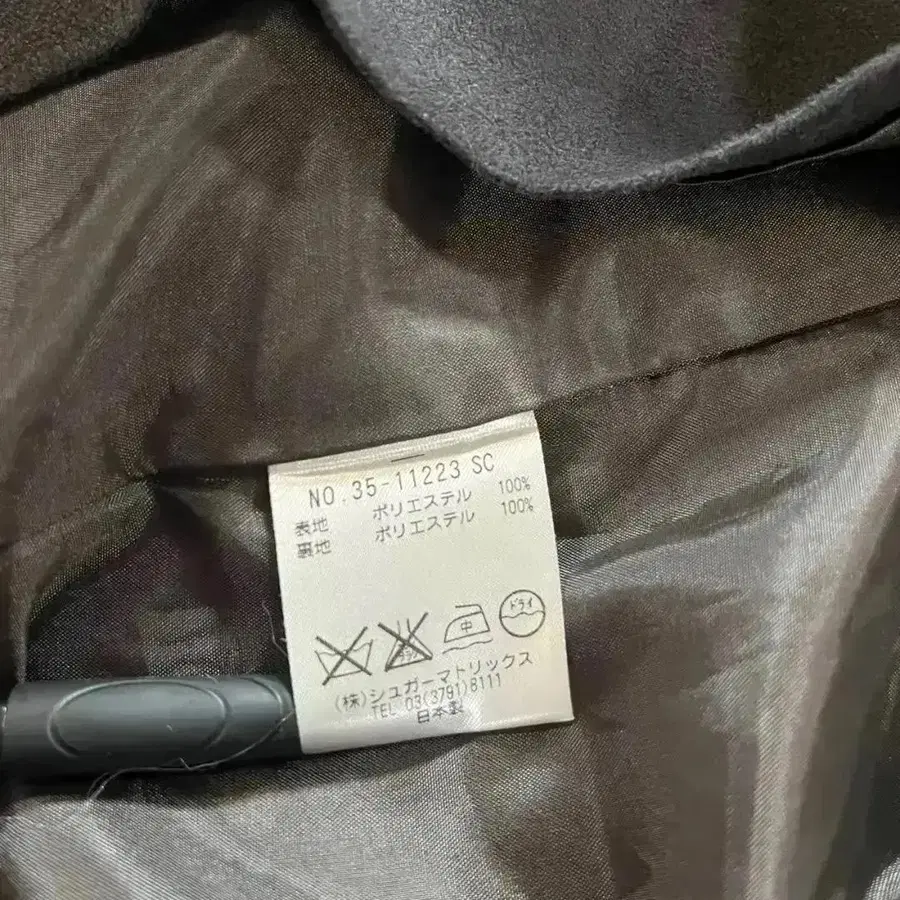 NO.35-11223 SC
表地 ポリエステル 100%
裏地 ポリエステル 100%
中 ドライ
(株)シュガーマトリックス
TEL 03(3791)8111
日本製